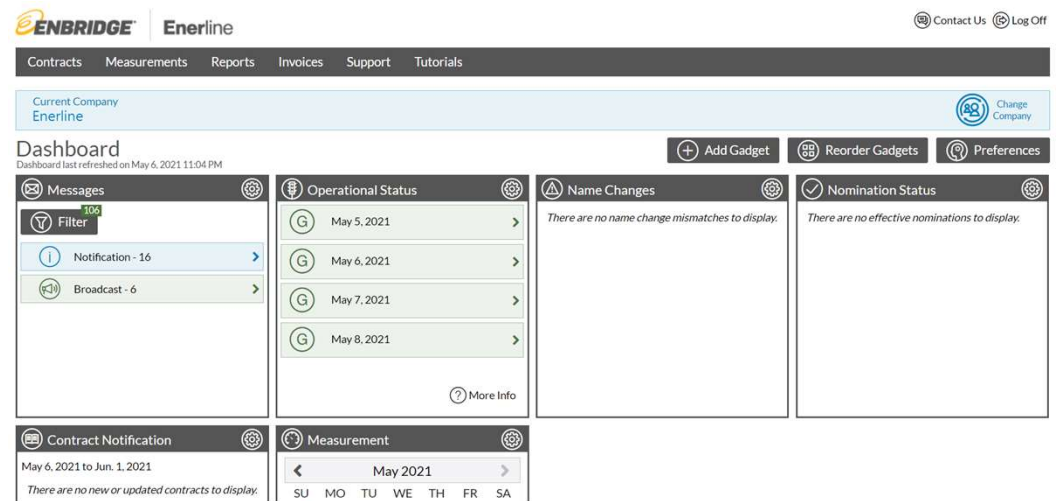 ENBRIDGE Enerline
Contact Us Log Off
Contracts Measurements Reports Invoices Support Tutorials
Current Company
Enerline
Change
Company
Dashboard
Dashboard last refreshed on May 6, 2021 11:04 PM
Add Gadget Reorder Gadgets Preferences
Messages
Filter
106
i Notification - 16
Broadcast - 6
Operational Status
G May 5, 2021
G May 6, 2021
G May 7, 2021
G May 8, 2021
? More Info
Name Changes
There are no name change mismatches to display.
Nomination Status
There are no effective nominations to display.
Contract Notification
May 6, 2021 to Jun. 1, 2021
There are no new or updated contracts to display.
Measurement
May 2021
SU MO TU WE TH FR SA